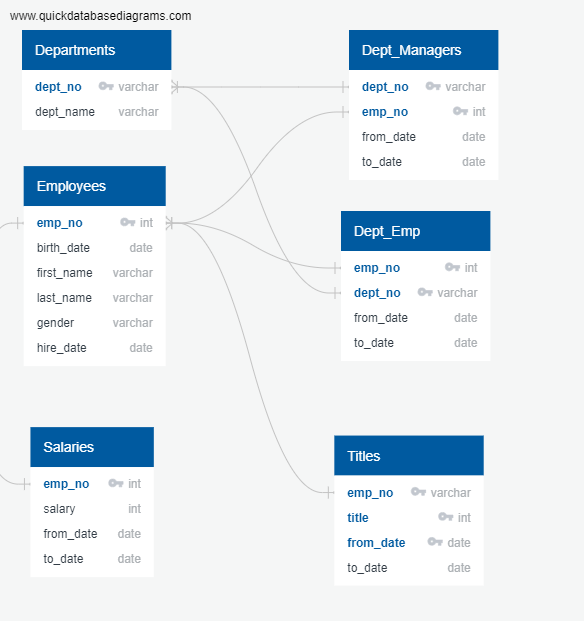 www.quickdatabasediagrams.com
Departments
dept_no varchar
dept_name varchar
Dept_Managers
dept_no varchar
emp_no int
from_date date
to_date date
Employees
emp_no int
birth_date date
first_name varchar
last_name varchar
gender varchar
hire_date date
Dept_Emp
emp_no int
dept_no varchar
from_date date
to_date date
Salaries
emp_no int
salary int
from_date date
to_date date
Titles
emp_no varchar
title int
from_date date
to_date date